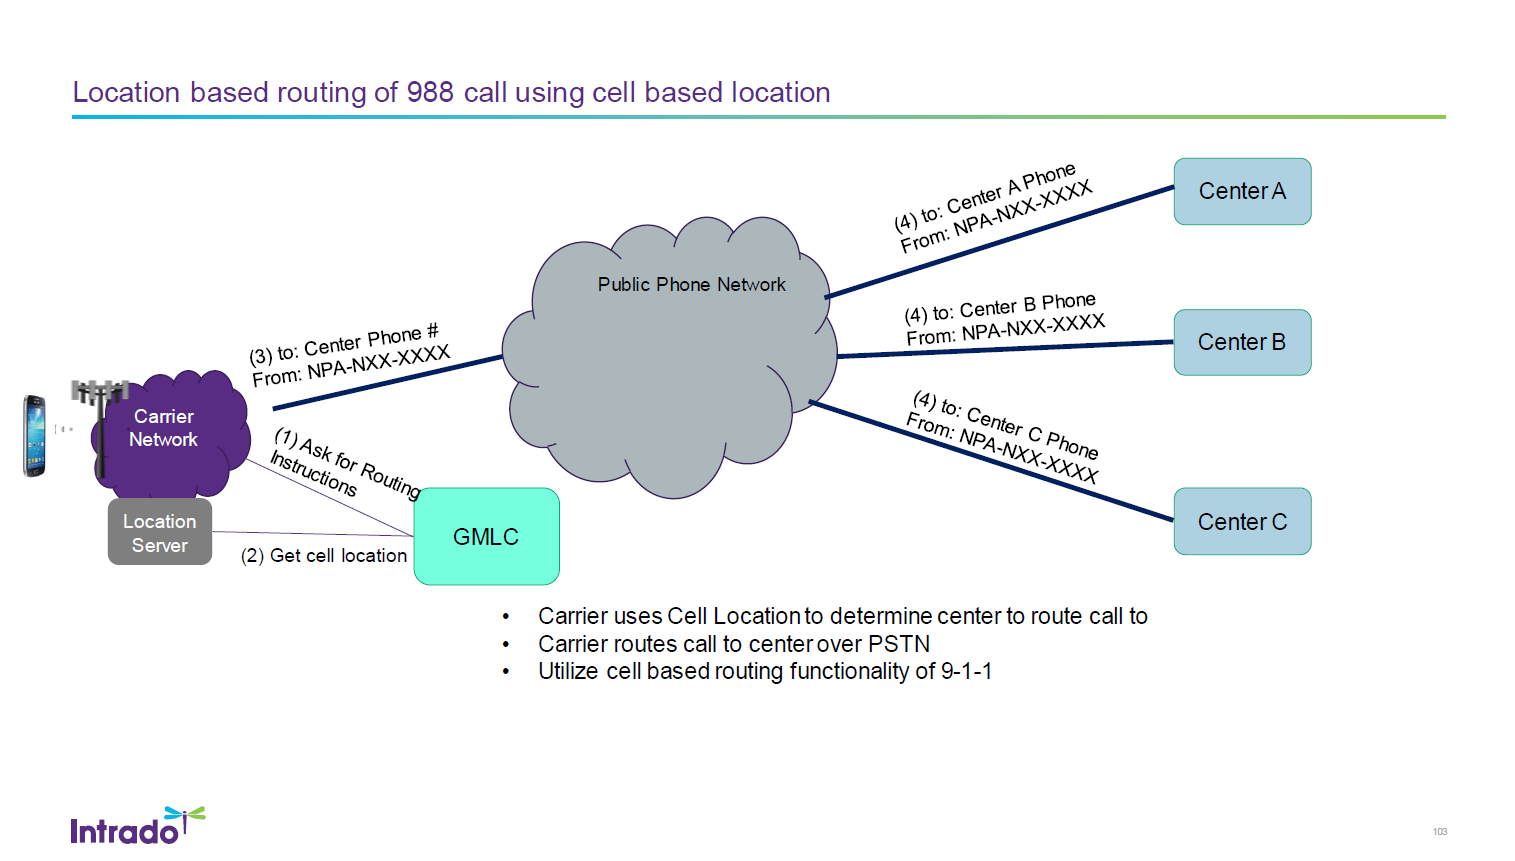 Location based routing of 988 call using cell based location
(4) to: Center A Phone
From: NPA-NXX-XXXX
Center A
Public Phone Network
(4) to: Center B Phone
From: NPA-NXX-XXXX
Center B
(3) to: Center Phone #
From: NPA-NXX-XXXX
Carrier
Network
(4) to: Center C Phone
From: NPA-NXX-XXXX
(1) Ask for Routing
Instructions
Location
Server
GMLC
Center C
(2) Get cell location
• Carrier uses Cell Location to determine center to route call to
• Carrier routes call to center over PSTN
• Utilize cell based routing functionality of 9-1-1
Intrado
103